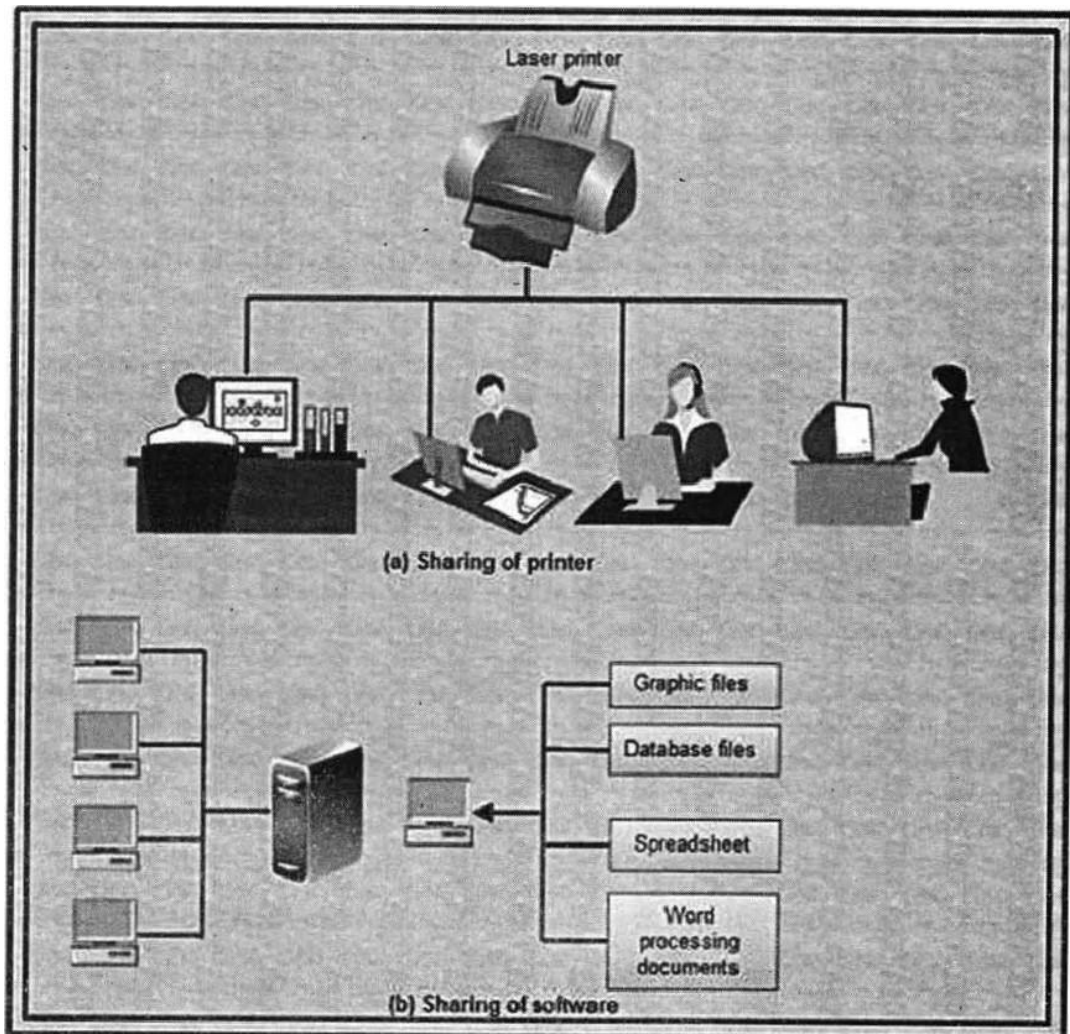 Laser printer
(a) Sharing of printer
Graphic files
Database files
Spreadsheet
Word
processing
documents
(b) Sharing of software